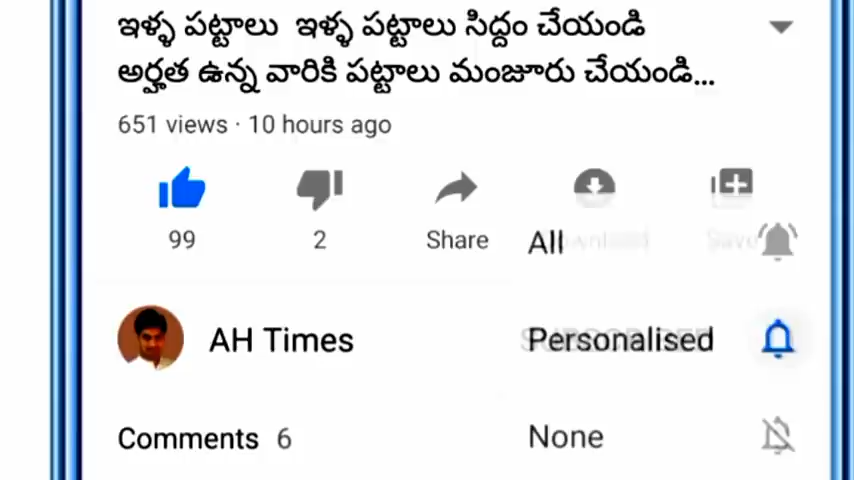 ఇళ్ళ పట్టాలు ఇళ్ళ పట్టాలు సిద్దం చేయండి
అర్హత ఉన్న వారికి పట్టాలు మంజూరు చేయండి...
651 views · 10 hours ago
99
2
Share
All
AH Times
Personalised
Comments 6
None